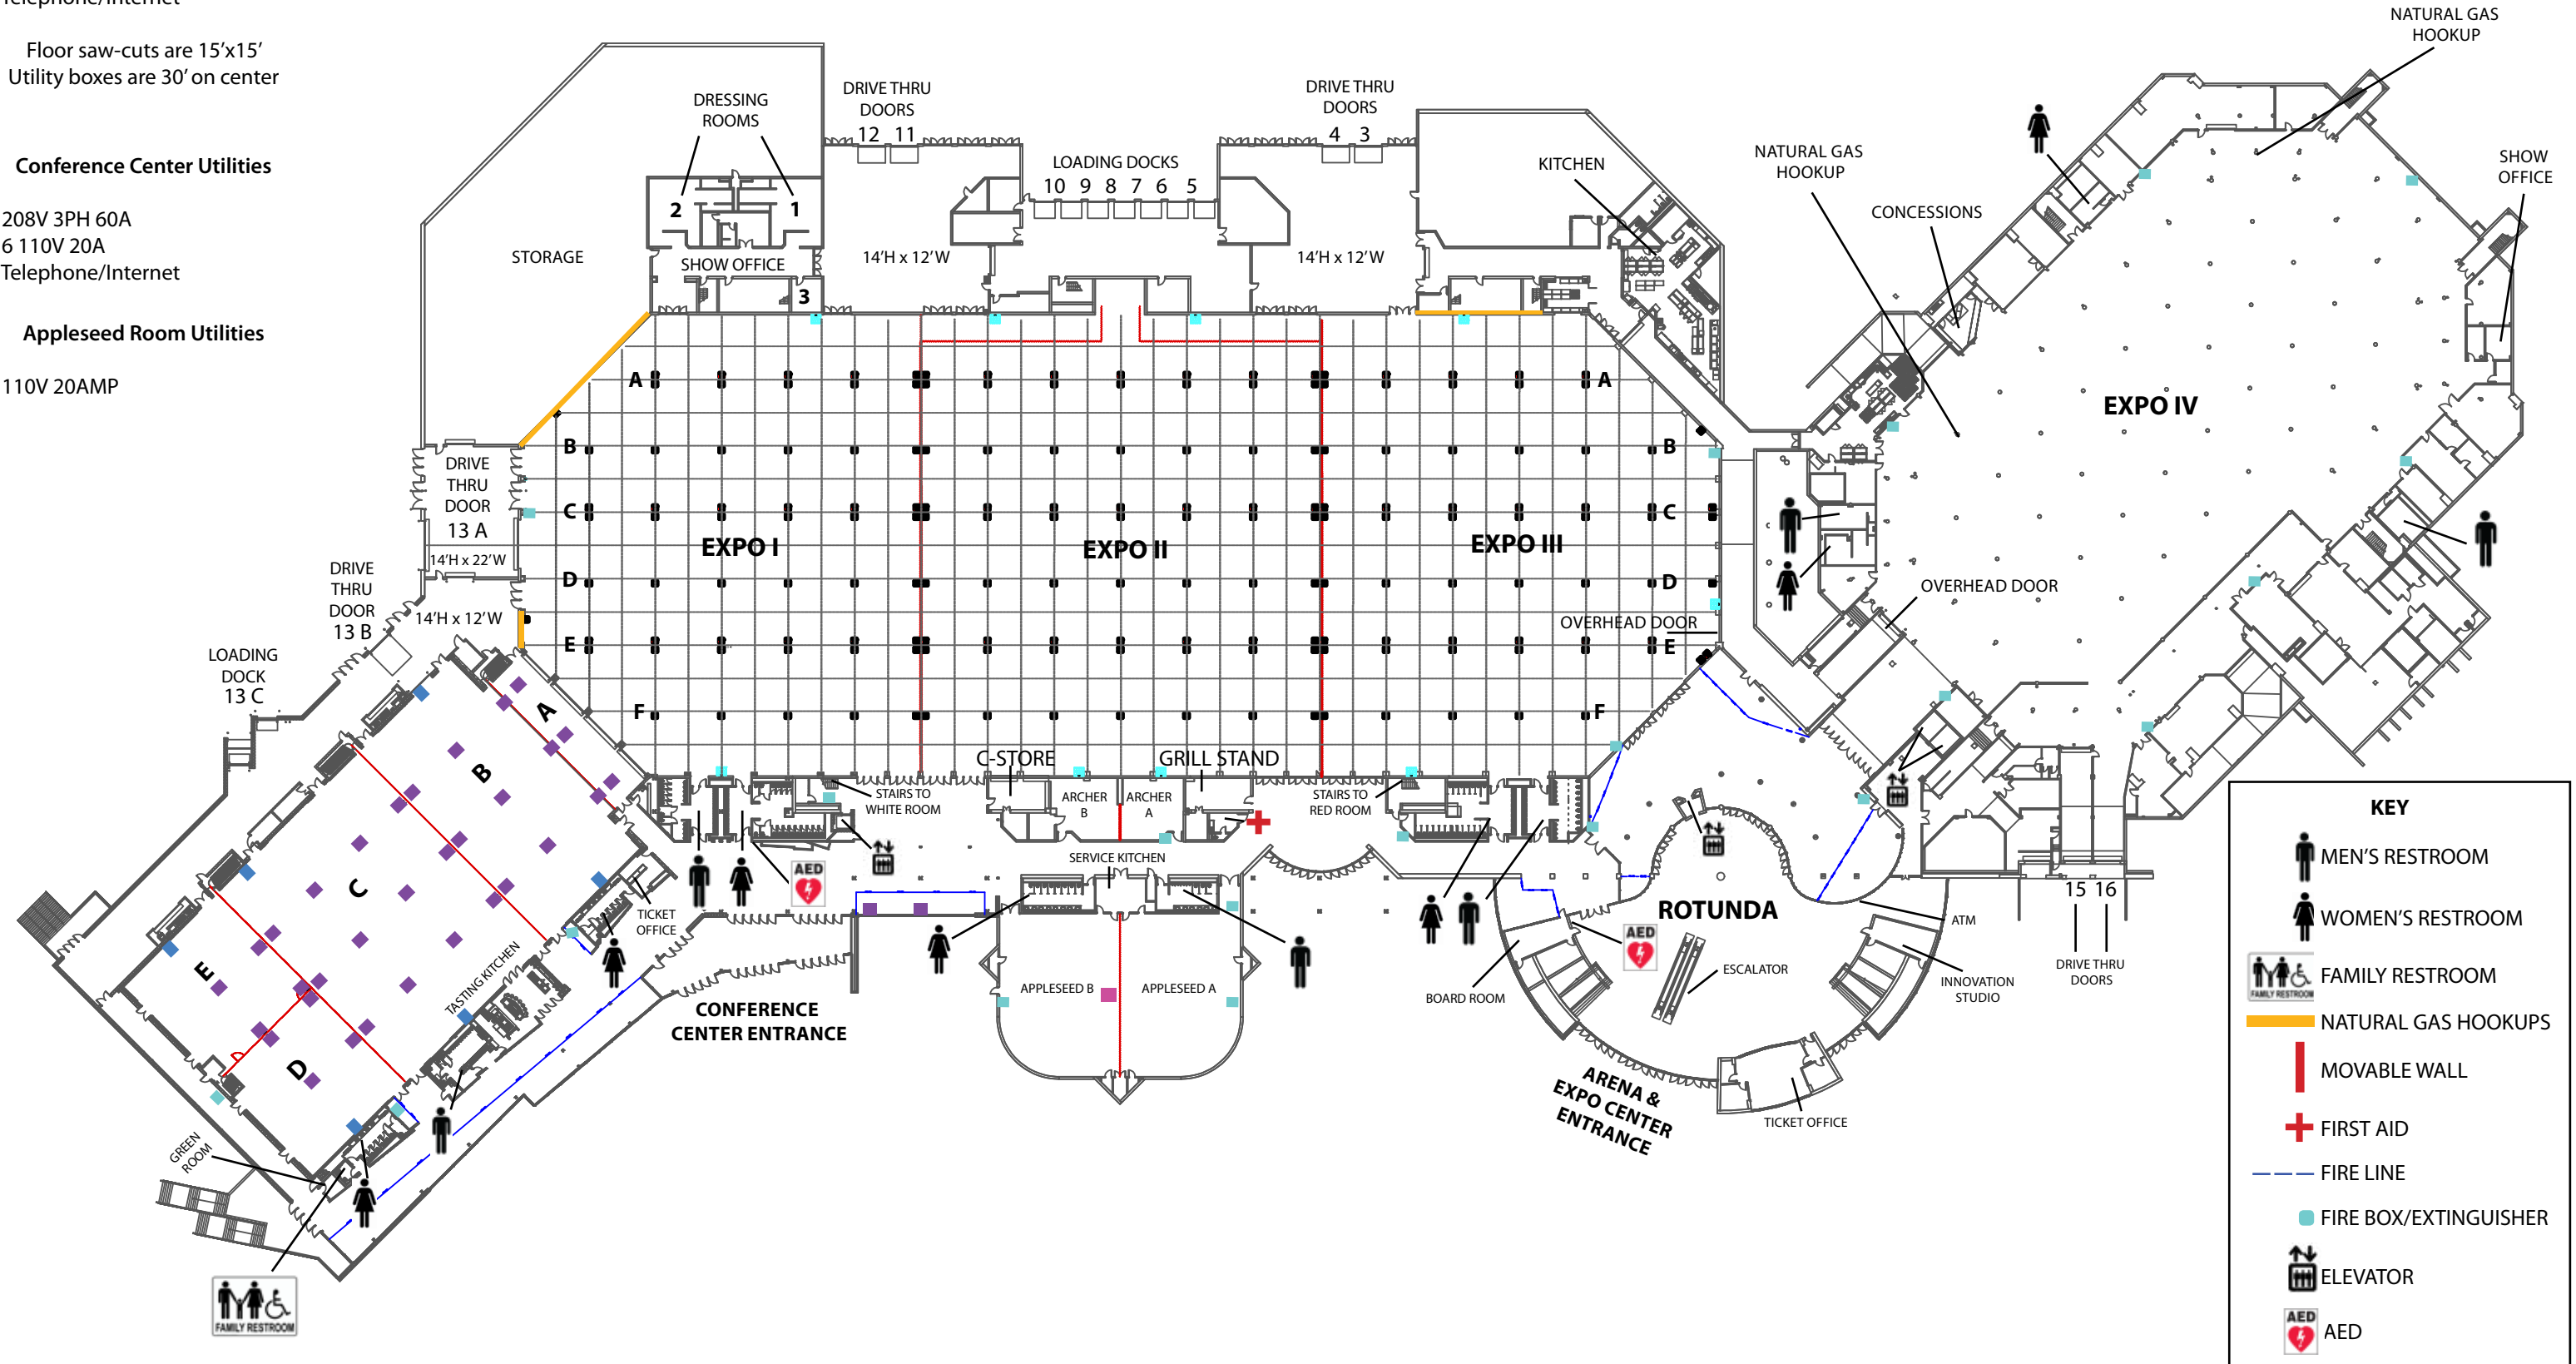 Telephone/Internet
Floor saw-cuts are 15'x15'
Utility boxes are 30' on center
Conference Center Utilities
208V 3PH 60A
6 110V 20A
Telephone/Internet
Appleseed Room Utilities
110V 20AMP
DRESSING
ROOMS
2
1
SHOW OFFICE
3
STORAGE
DRIVE THRU
DOORS
12 11
14'H x 12'W
LOADING DOCKS
10 9 8 7 6 5
DRIVE THRU
DOORS
4 3
14'H x 12'W
KITCHEN
NATURAL GAS
HOOKUP
CONCESSIONS
NATURAL GAS
HOOKUP
SHOW
OFFICE
EXPO IV
A
A
B
B
C
C
EXPO I
EXPO II
EXPO III
D
D
E
E
F
F
DRIVE
THRU
DOOR
13 A
14'H x 22'W
DRIVE
THRU
DOOR
13 B
14'H x 12'W
LOADING
DOCK
13 C
OVERHEAD DOOR
OVERHEAD DOOR
A
B
C
D
E
C-STORE
GRILL STAND
STAIRS TO
WHITE ROOM
ARCHER
B
ARCHER
A
STAIRS TO
RED ROOM
SERVICE KITCHEN
AED
TICKET
OFFICE
TASTING KITCHEN
CONFERENCE
CENTER ENTRANCE
APPLESEED B
APPLESEED A
ROTUNDA
AED
BOARD ROOM
ESCALATOR
ATM
INNOVATION
STUDIO
15 16
DRIVE THRU
DOORS
ARENA &
EXPO CENTER
ENTRANCE
TICKET OFFICE
GREEN
ROOM
FAMILY RESTROOM
KEY
MEN'S RESTROOM
WOMEN'S RESTROOM
FAMILY RESTROOM
FAMILY RESTROOM
NATURAL GAS HOOKUPS
MOVABLE WALL
FIRST AID
FIRE LINE
FIRE BOX/EXTINGUISHER
ELEVATOR
AED
AED